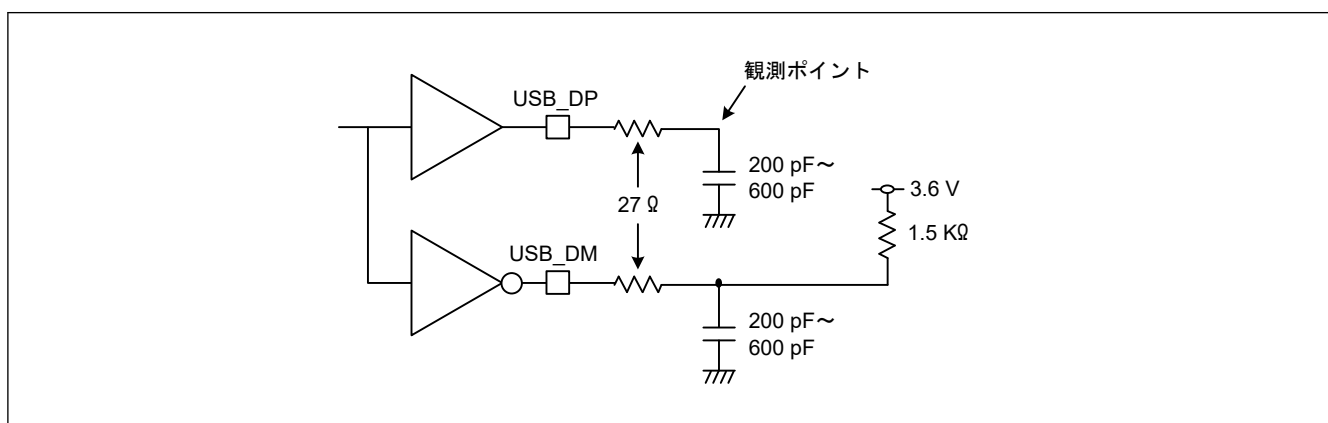 観測ポイント
USB_DP
200 pF～
600 pF
27 Ω
3.6 V
1.5 KΩ
USB_DM
200 pF～
600 pF